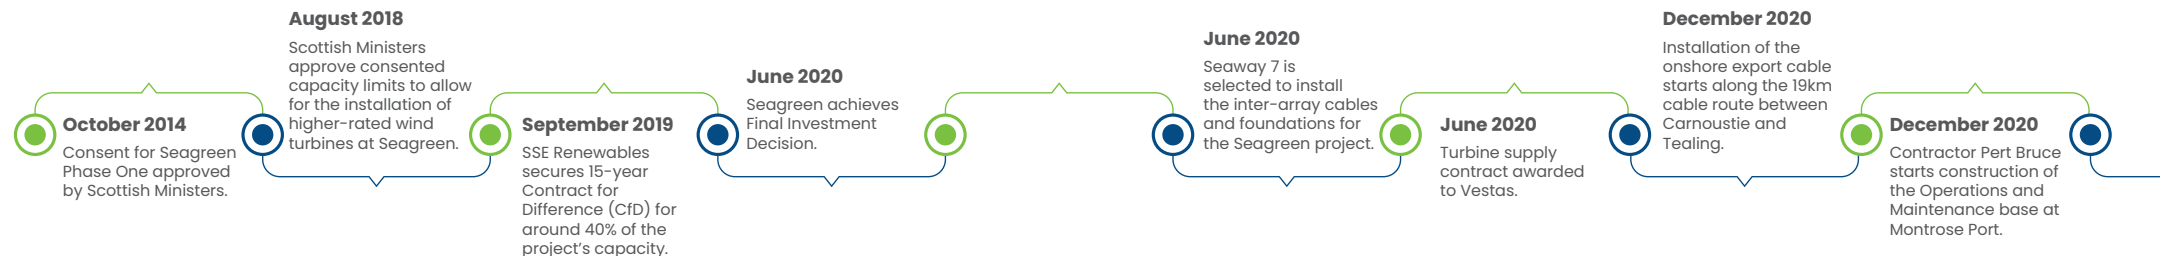 October 2014
Consent for Seagreen
Phase One approved
by Scottish Ministers.
August 2018
Scottish Ministers
approve consented
capacity limits to allow
for the installation of
higher-rated wind
turbines at Seagreen.
September 2019
SSE Renewables
secures 15-year
Contract for
Difference (CfD) for
around 40% of the
project's capacity.
June 2020
Seagreen achieves
Final Investment
Decision.
June 2020
Seaway 7 is
selected to install
the inter-array cables
and foundations for
the Seagreen project.
June 2020
Turbine supply
contract awarded
to Vestas.
December 2020
Installation of the
onshore export cable
starts along the 19km
cable route between
Carnoustie and
Tealing.
December 2020
Contractor Pert Bruce
starts construction of
the Operations and
Maintenance base at
Montrose Port.